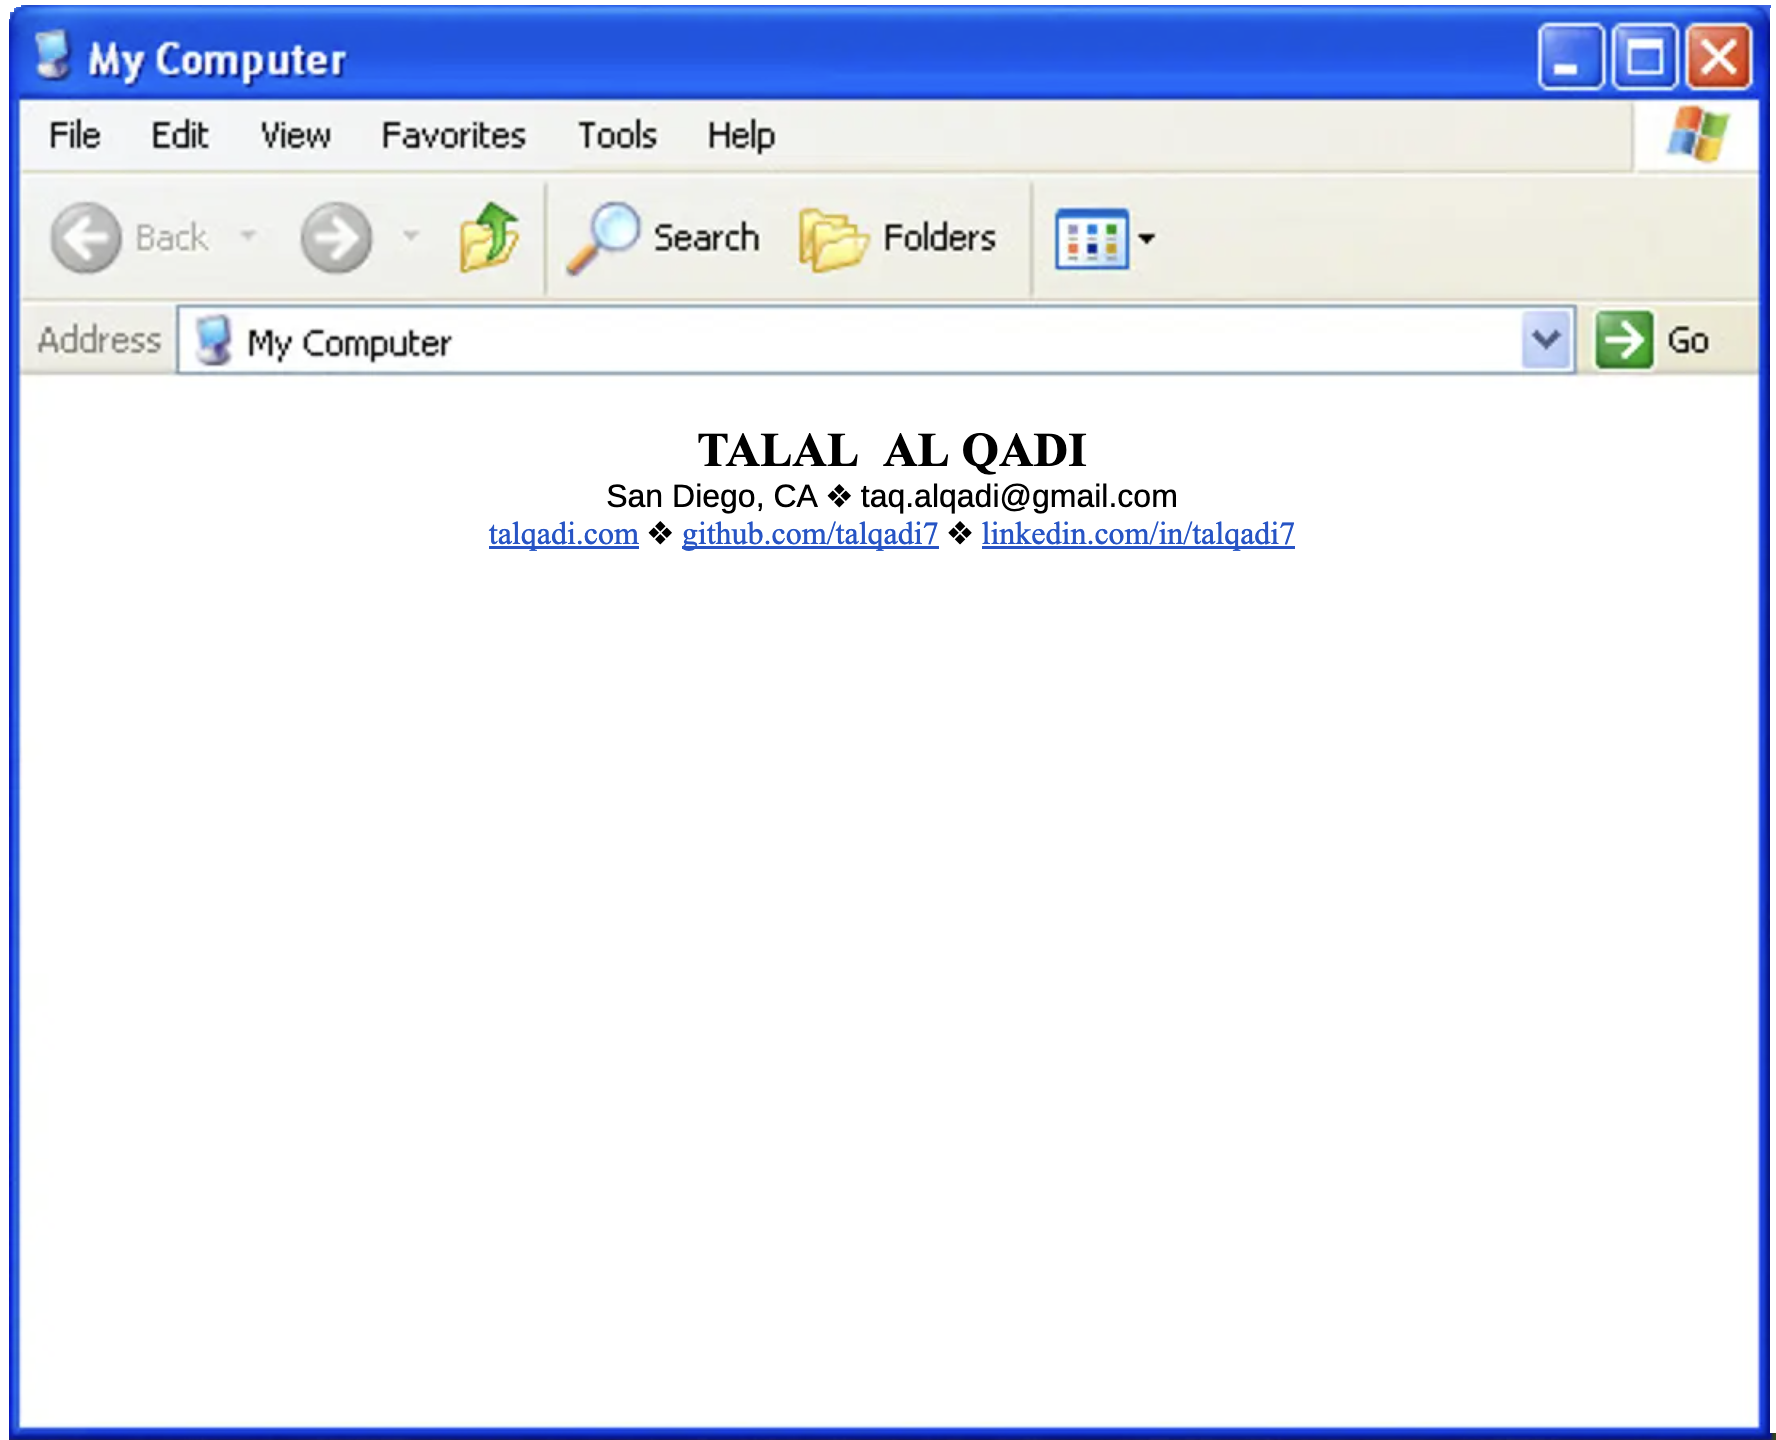 My Computer
File Edit View Favorites Tools Help
Back Search Folders
Address My Computer Go
TALAL AL QADI
San Diego, CA ❖ taq.alqadi@gmail.com
talqadi.com ❖ github.com/talqadi7 ❖ linkedin.com/in/talqadi7